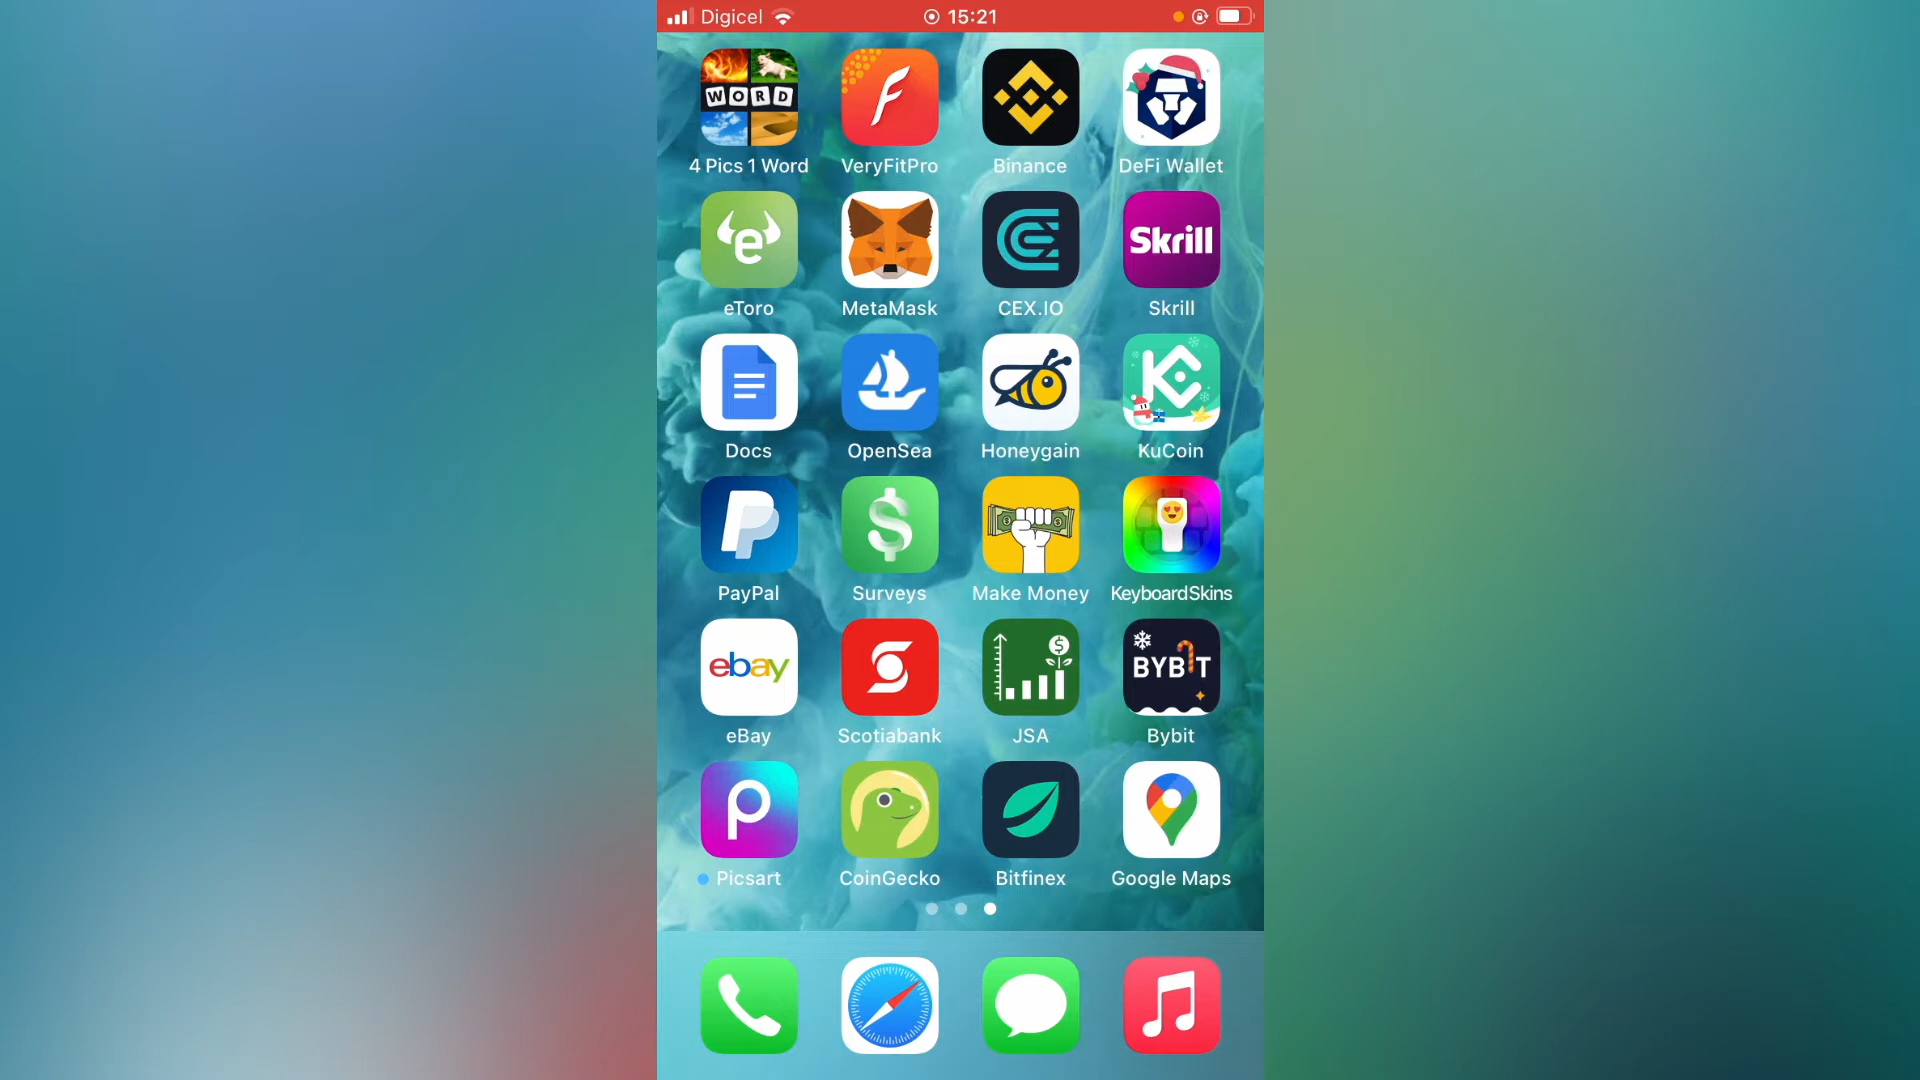 Digicel 15:21
WORD
4 Pics 1 Word VeryFitPro Binance DeFi Wallet
e Skrill
eToro MetaMask CEX.IO Skrill
Docs OpenSea Honeygain KuCoin
PayPal Surveys Make Money KeyboardSkins
ebay BYBIT
eBay Scotiabank JSA Bybit
Picsart CoinGecko Bitfinex Google Maps